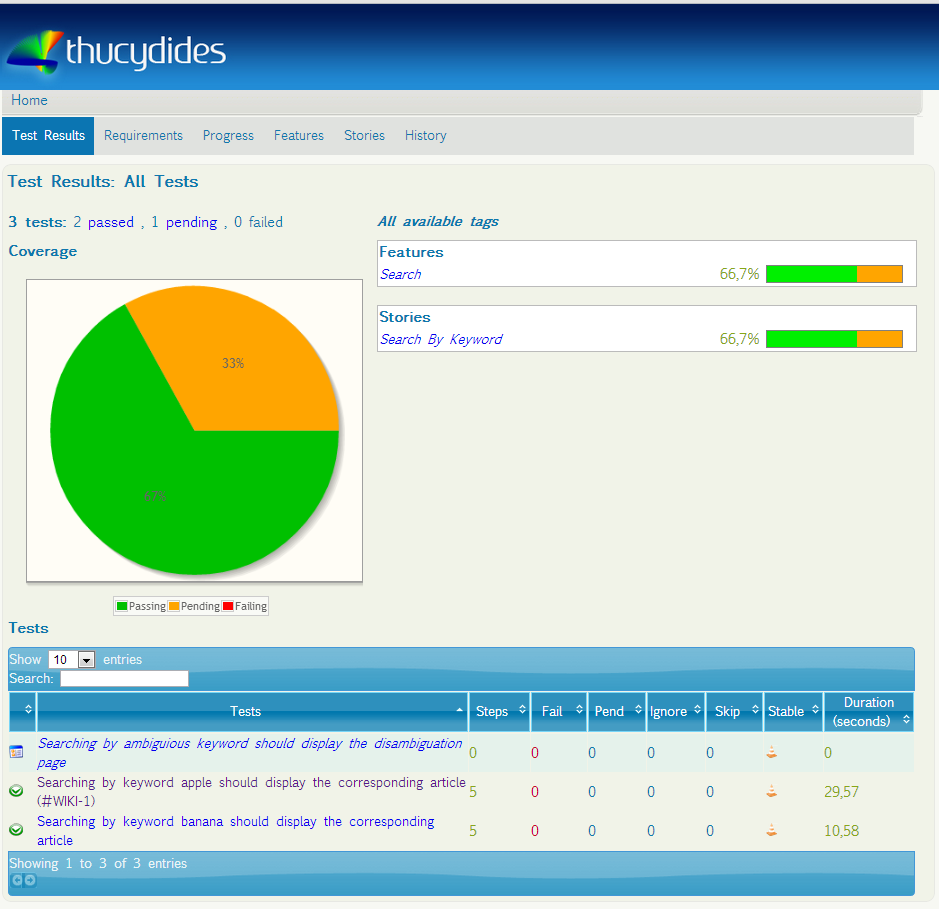 thucydides
Home
Test Results Requirements Progress Features Stories History
Test Results: All Tests
3 tests: 2 passed , 1 pending , 0 failed
All available tags
Coverage
Features
Search 66,7%
Stories
Search By Keyword 66,7%
33%
67%
Passing Pending Failing
Tests
Show 10 entries
Search:
Tests Steps Fail Pend Ignore Skip Stable Duration
(seconds)
Searching by ambiguious keyword should display the disambiguation
page
0 0 0 0 0 0
Searching by keyword apple should display the corresponding article
(#WIKI-1)
5 0 0 0 0 29,57
Searching by keyword banana should display the corresponding
article
5 0 0 0 0 10,58
Showing 1 to 3 of 3 entries